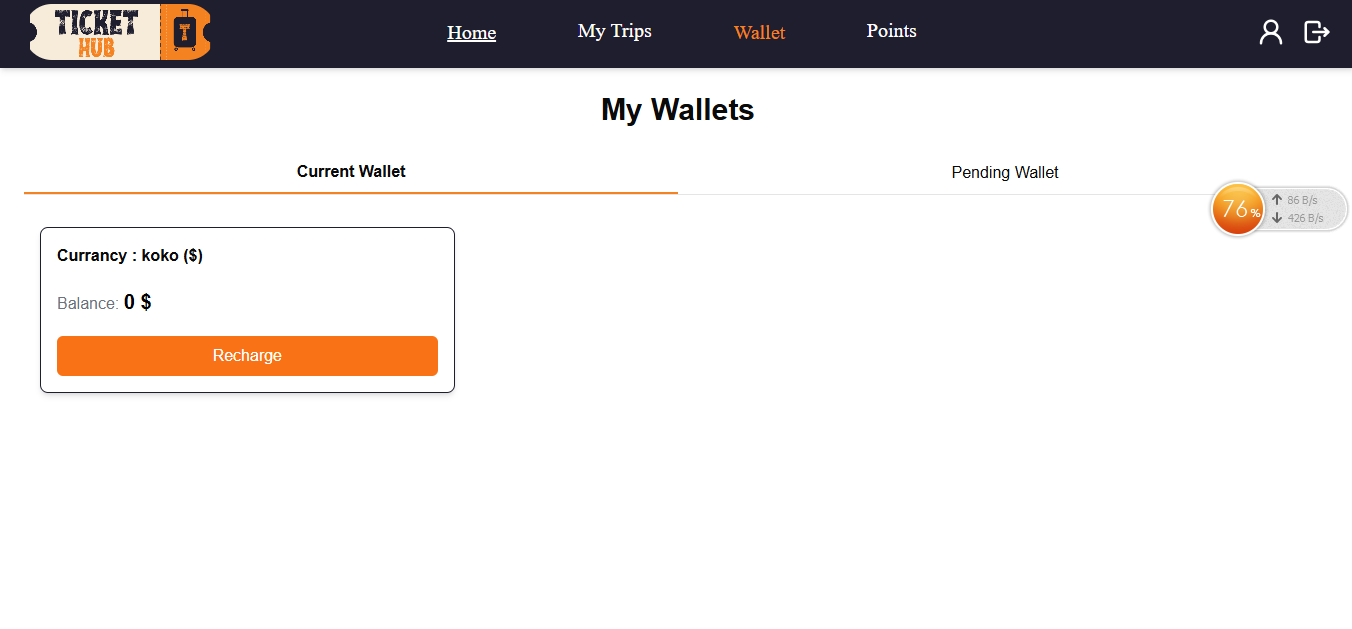 TICKET
HUB
T
Home
My Trips
Wallet
Points
My Wallets
Current Wallet
Pending Wallet
76%
86 B/s
426 B/s
Currancy : koko ($)
Balance: 0 $
Recharge